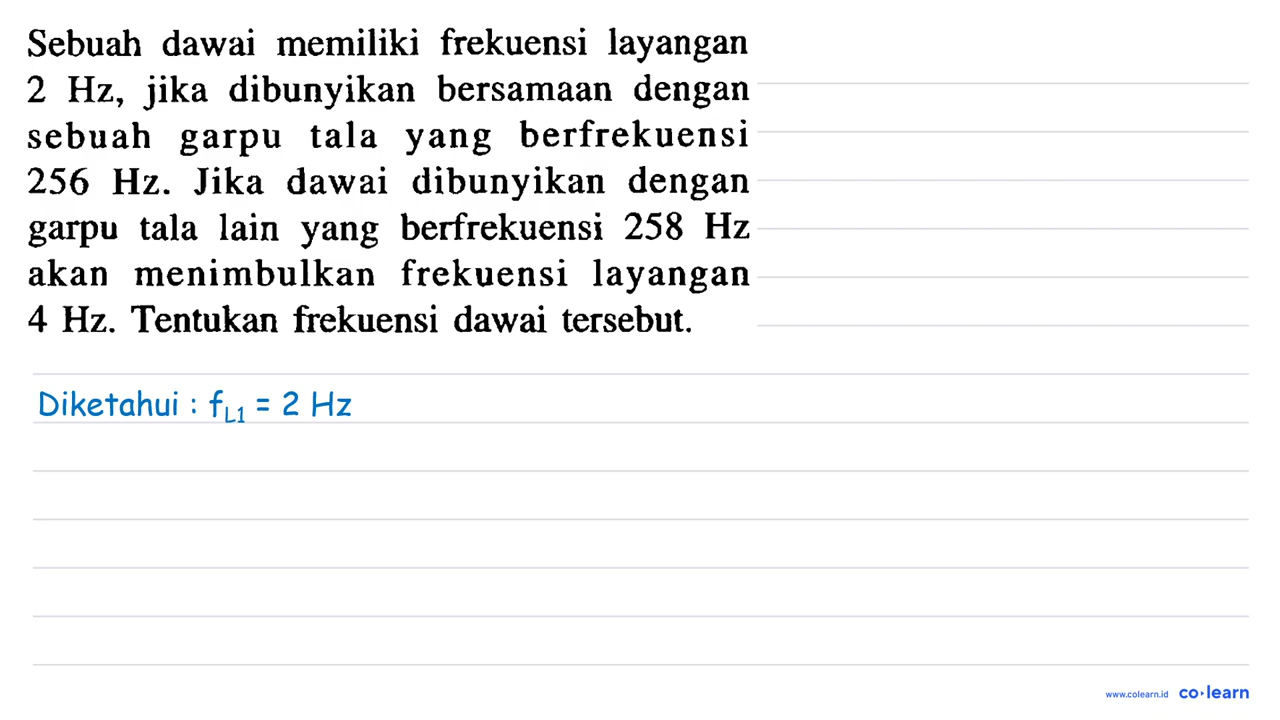 Sebuah dawai memiliki frekuensi layangan
2 Hz, jika dibunyikan bersamaan dengan
sebuah garpu tala yang berfrekuensi
256 Hz. Jika dawai dibunyikan dengan
garpu tala lain yang berfrekuensi 258 Hz
akan menimbulkan frekuensi layangan
4 Hz. Tentukan frekuensi dawai tersebut.
Diketahui : f_L1 = 2 Hz
www.colearn.id co·learn